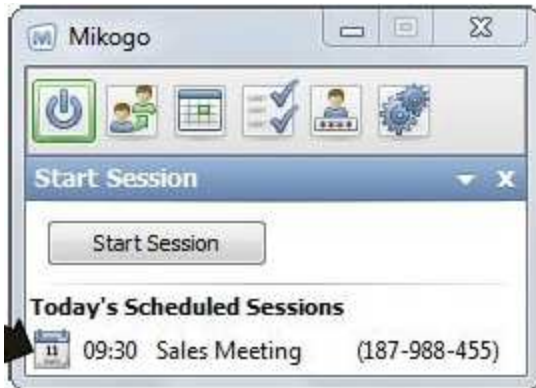 Mikogo
Start Session
Start Session
Today's Scheduled Sessions
11
09:30 Sales Meeting (187-988-455)